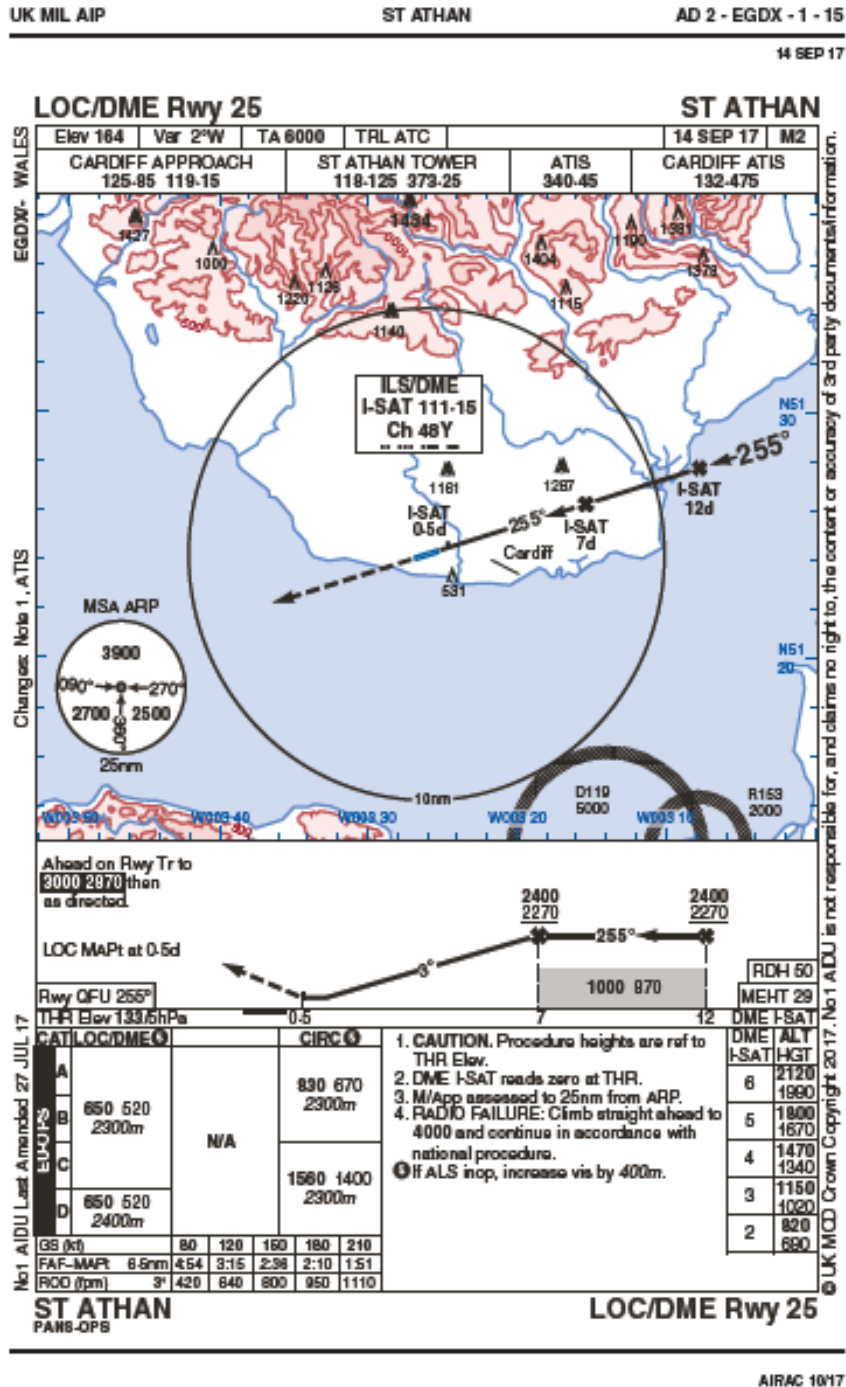 UK MIL AIP ST ATHAN AD 2 - EGDX - 1 - 15
14 SEP 17
LOC/DME Rwy 25 ST ATHAN
Elev 164 Var 2°W TA 6000 TRL ATC 14 SEP 17 M2
CARDIFF APPROACH ST ATHAN TOWER ATIS CARDIFF ATIS
125·85 119·15 118·125 373·25 340·45 132·475
EGDX/- WALES
1427
1434
1000
1220
1126
1140
1404
1115
1190
1381
1378
600
ILS/DME
I-SAT 111·15
Ch 48Y
N51
30
255°
I-SAT
12d
1161
1267
I-SAT
0·5d
255°
I-SAT
7d
Cardiff
531
MSA ARP
3900
090° 270°
2700 360° 2500
25nm
N51
20
10nm
D119
5000
R153
2000
W003 50 W003 40 W003 30 W003 20 W003 10
Changes: Note 1, ATIS
Ahead on Rwy Tr to
3000 2870 then
as directed.
LOC MAPt at 0·5d
2400 2400
2270 2270
255°
3°
1000 870
RDH 50
Rwy QFU 255° MEHT 29
THR Elev 133/5hPa 0·5 7 12 DME I-SAT
CAT LOC/DME CIRC
EU-OPS
A
B
C
D
650 520
2300m
650 520
2400m
N/A
830 670
2300m
1560 1400
2300m
1. CAUTION. Procedure heights are ref to
THR Elev.
2. DME I-SAT reads zero at THR.
3. M/App assessed to 25nm from ARP.
4. RADIO FAILURE: Climb straight ahead to
4000 and continue in accordance with
national procedure.
If ALS inop, increase vis by 400m.
DME ALT
I-SAT HGT
6 2120
1990
5 1800
1670
4 1470
1340
3 1150
1020
2 820
690
GS (kt) 80 120 150 180 210
FAF-MAPt 6·5nm 4:54 3:15 2:36 2:10 1:51
ROD (fpm) 3° 420 640 800 950 1110
No1 AIDU Last Amended 27 JUL 17
© UK MOD Crown Copyright 2017. No1 AIDU is not responsible for, and claims no right to, the content or accuracy of 3rd party documents/information.
ST ATHAN LOC/DME Rwy 25
PANS-OPS
AIRAC 10/17